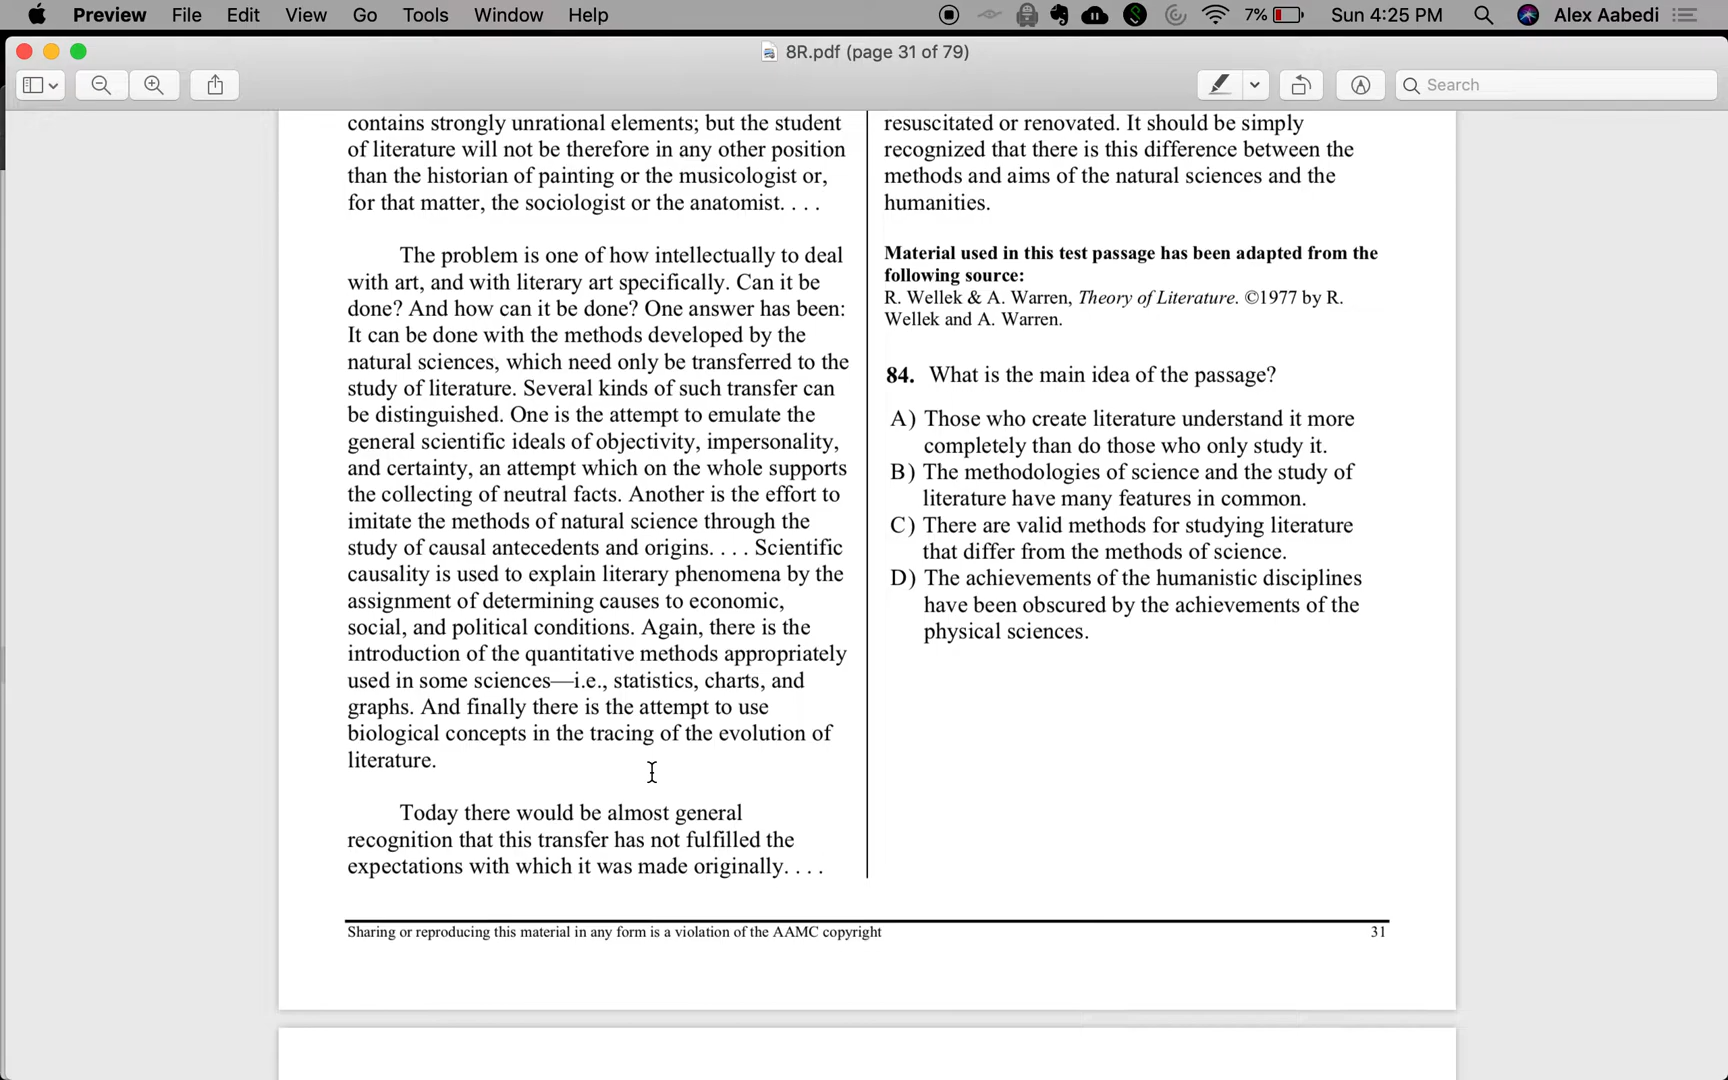 Preview File Edit View Go Tools Window Help 7% Sun 4:25 PM Alex Aabedi
8R.pdf (page 31 of 79)
Search
contains strongly unrational elements; but the student
of literature will not be therefore in any other position
than the historian of painting or the musicologist or,
for that matter, the sociologist or the anatomist. . . .
The problem is one of how intellectually to deal
with art, and with literary art specifically. Can it be
done? And how can it be done? One answer has been:
It can be done with the methods developed by the
natural sciences, which need only be transferred to the
study of literature. Several kinds of such transfer can
be distinguished. One is the attempt to emulate the
general scientific ideals of objectivity, impersonality,
and certainty, an attempt which on the whole supports
the collecting of neutral facts. Another is the effort to
imitate the methods of natural science through the
study of causal antecedents and origins. . . . Scientific
causality is used to explain literary phenomena by the
assignment of determining causes to economic,
social, and political conditions. Again, there is the
introduction of the quantitative methods appropriately
used in some sciences—i.e., statistics, charts, and
graphs. And finally there is the attempt to use
biological concepts in the tracing of the evolution of
literature.
Today there would be almost general
recognition that this transfer has not fulfilled the
expectations with which it was made originally. . . .
resuscitated or renovated. It should be simply
recognized that there is this difference between the
methods and aims of the natural sciences and the
humanities.
Material used in this test passage has been adapted from the
following source:
R. Wellek & A. Warren, Theory of Literature. ©1977 by R.
Wellek and A. Warren.
84. What is the main idea of the passage?
A) Those who create literature understand it more
completely than do those who only study it.
B) The methodologies of science and the study of
literature have many features in common.
C) There are valid methods for studying literature
that differ from the methods of science.
D) The achievements of the humanistic disciplines
have been obscured by the achievements of the
physical sciences.
Sharing or reproducing this material in any form is a violation of the AAMC copyright 31